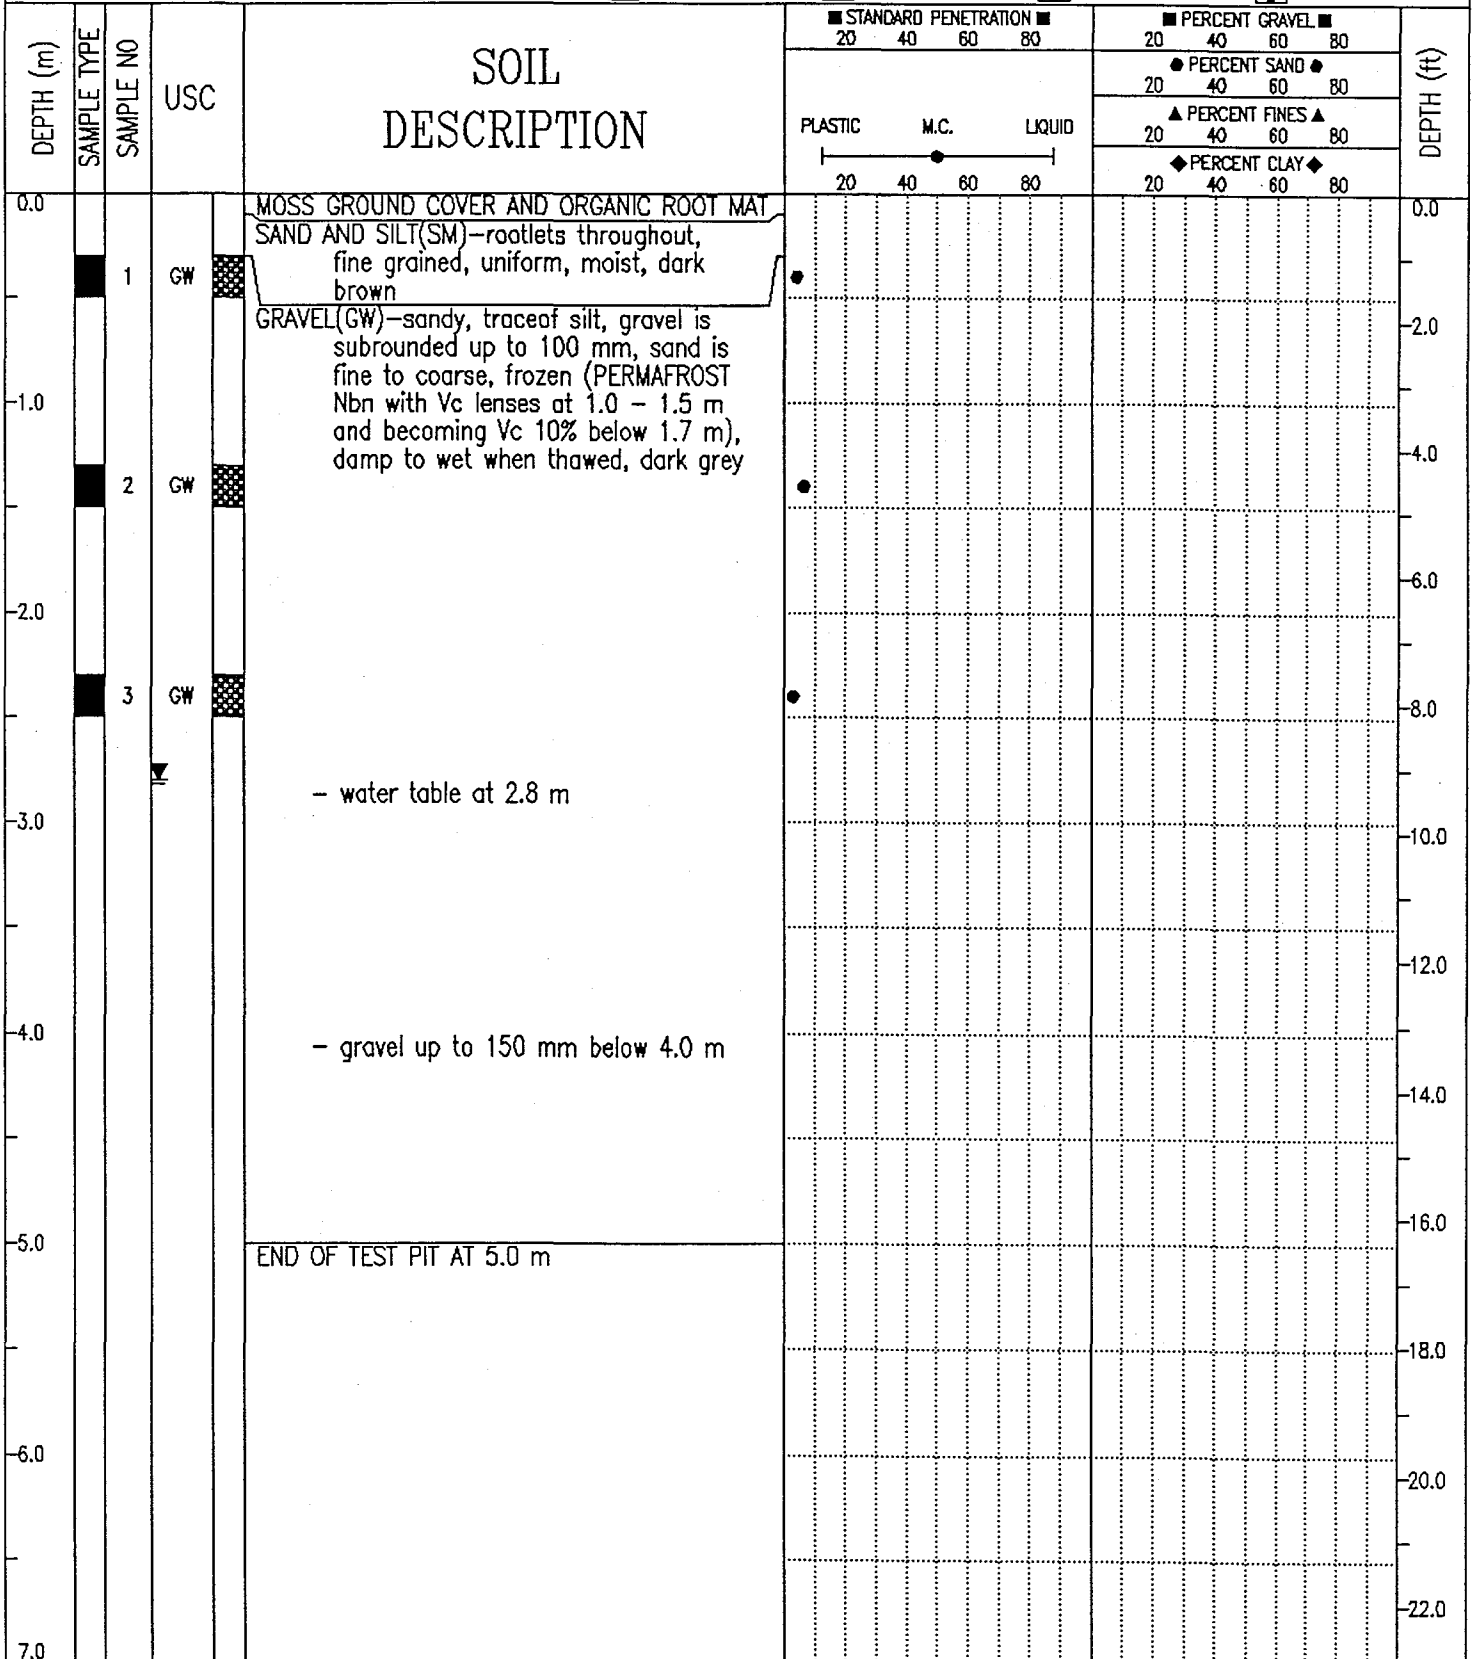 DEPTH (m)
SAMPLE TYPE
SAMPLE NO
USC
SOIL
DESCRIPTION
■ STANDARD PENETRATION ■
20 40 60 80
PLASTIC M.C. LIQUID
20 40 60 80
■ PERCENT GRAVEL ■
20 40 60 80
● PERCENT SAND ●
20 40 60 80
▲ PERCENT FINES ▲
20 40 60 80
◆ PERCENT CLAY ◆
20 40 60 80
DEPTH (ft)
0.0
MOSS GROUND COVER AND ORGANIC ROOT MAT
0.0
SAND AND SILT(SM)-rootlets throughout,
fine grained, uniform, moist, dark
1 GW
brown
GRAVEL(GW)-sandy, traceof silt, gravel is
2.0
subrounded up to 100 mm, sand is
fine to coarse, frozen (PERMAFROST
1.0
Nbn with Vc lenses at 1.0 - 1.5 m
and becoming Vc 10% below 1.7 m),
4.0
damp to wet when thawed, dark grey
2 GW
6.0
2.0
3 GW
8.0
- water table at 2.8 m
3.0
10.0
12.0
4.0
- gravel up to 150 mm below 4.0 m
14.0
16.0
5.0
END OF TEST PIT AT 5.0 m
18.0
6.0
20.0
22.0
7.0